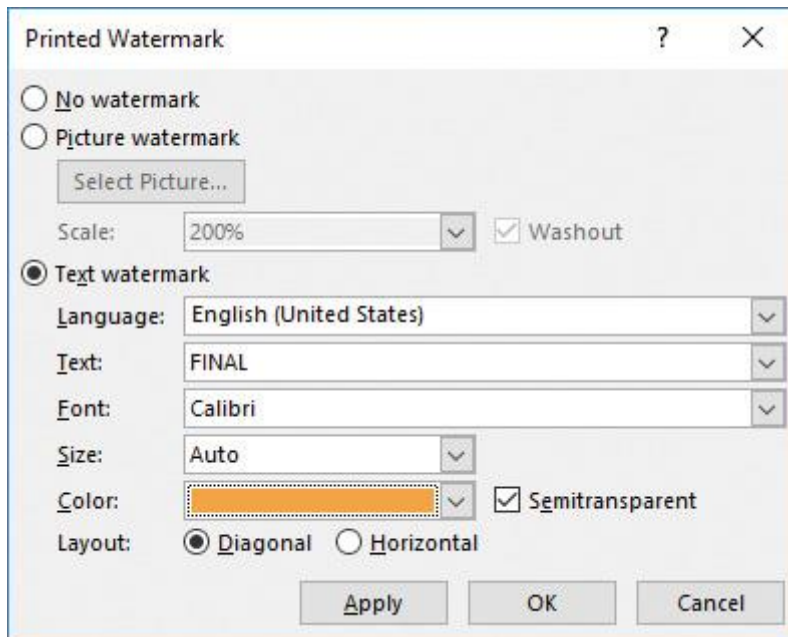 Printed Watermark ? ×
No watermark
Picture watermark
Select Picture...
Scale: 200% Washout
Text watermark
Language: English (United States)
Text: FINAL
Font: Calibri
Size: Auto
Color: Semitransparent
Layout: Diagonal Horizontal
Apply OK Cancel